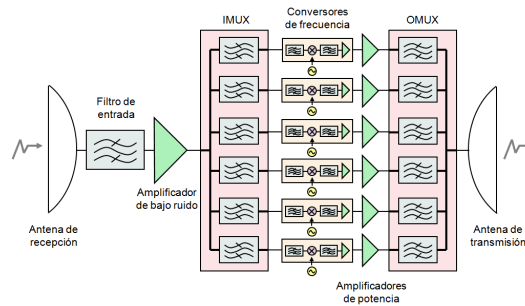 IMUX
Conversores
de frecuencia
OMUX
Filtro de
entrada
Amplificador
de bajo ruido
Antena de
recepción
Antena de
transmisión
Amplificadores
de potencia